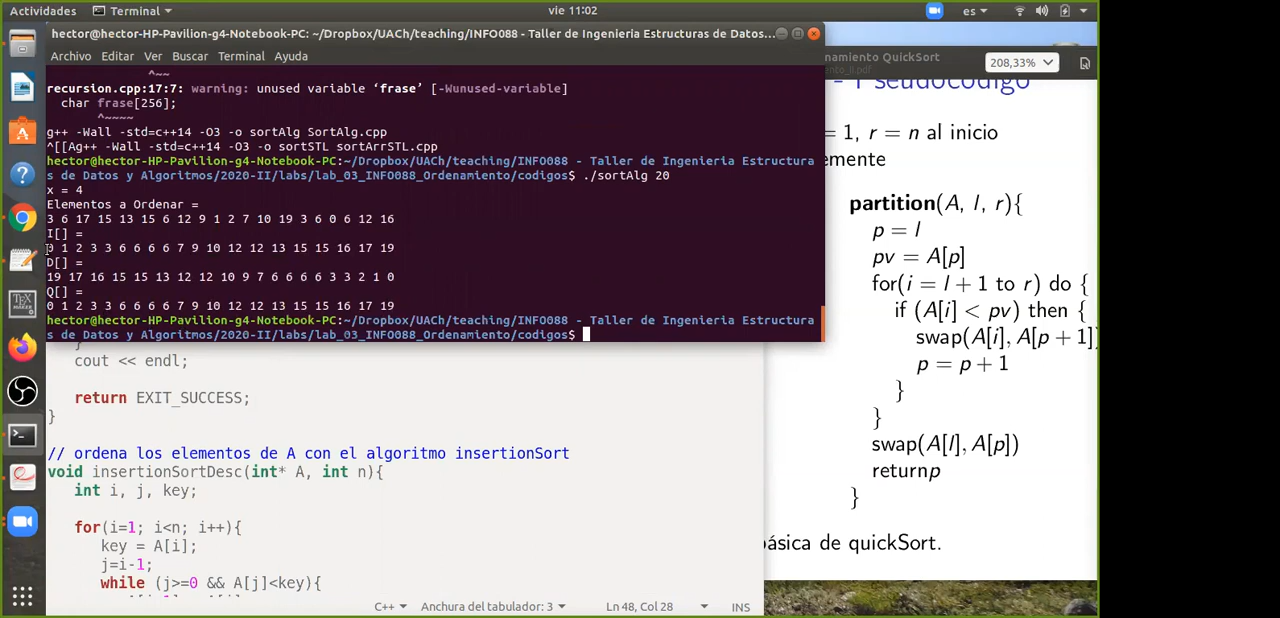 Actividades Terminal vie 11:02 es
hector@hector-HP-Pavilion-g4-Notebook-PC: ~/Dropbox/UACh/teaching/INFO088 - Taller de Ingenieria Estructuras de Datos...
Archivo Editar Ver Buscar Terminal Ayuda
^~~
recursion.cpp:17:7: warning: unused variable ‘frase’ [-Wunused-variable]
char frase[256];
^~~~~
g++ -Wall -std=c++14 -O3 -o sortAlg SortAlg.cpp
^[[Ag++ -Wall -std=c++14 -O3 -o sortSTL sortArrSTL.cpp
hector@hector-HP-Pavilion-g4-Notebook-PC:~/Dropbox/UACh/teaching/INFO088 - Taller de Ingenieria Estructura
s de Datos y Algoritmos/2020-II/labs/lab_03_INFO088_Ordenamiento/codigos$ ./sortAlg 20
x = 4
Elementos a Ordenar =
3 6 17 15 13 15 6 12 9 1 2 7 10 19 3 6 0 6 12 16
I[] =
0 1 2 3 3 6 6 6 6 7 9 10 12 12 13 15 15 16 17 19
D[] =
19 17 16 15 15 13 12 12 10 9 7 6 6 6 6 3 3 2 1 0
Q[] =
0 1 2 3 3 6 6 6 6 7 9 10 12 12 13 15 15 16 17 19
hector@hector-HP-Pavilion-g4-Notebook-PC:~/Dropbox/UACh/teaching/INFO088 - Taller de Ingenieria Estructura
s de Datos y Algoritmos/2020-II/labs/lab_03_INFO088_Ordenamiento/codigos$
}
cout << endl;
return EXIT_SUCCESS;
}
// ordena los elementos de A con el algoritmo insertionSort
void insertionSortDesc(int* A, int n){
int i, j, key;
for(i=1; i<n; i++){
key = A[i];
j=i-1;
while (j>=0 && A[j]<key){
C++ Anchura del tabulador: 3 Ln 48, Col 28 INS
namiento QuickSort
208,33%
- Pseudocódigo
= 1, r = n al inicio
emente
partition(A, l, r){
p = l
pv = A[p]
for(i = l + 1 to r) do {
if (A[i] < pv) then {
swap(A[i], A[p + 1])
p = p + 1
}
}
swap(A[l], A[p])
return p
}
básica de quickSort.